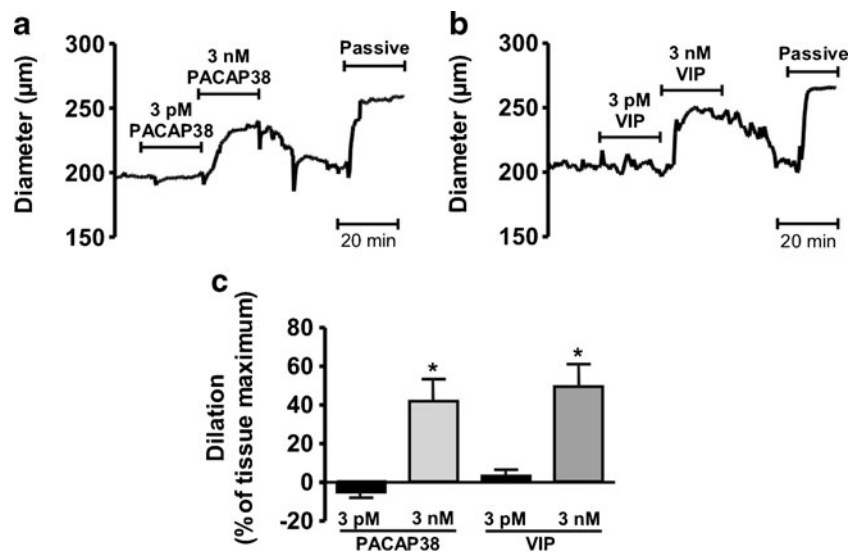 a
Diameter (µm)
300
250
200
150
3 pM
PACAP38
3 nM
PACAP38
Passive
20 min
b
Diameter (µm)
300
250
200
150
3 pM
VIP
3 nM
VIP
Passive
20 min
c
Dilation
(% of tissue maximum)
80
60
40
20
0
-20
*
*
3 pM 3 nM 3 pM 3 nM
PACAP38 VIP